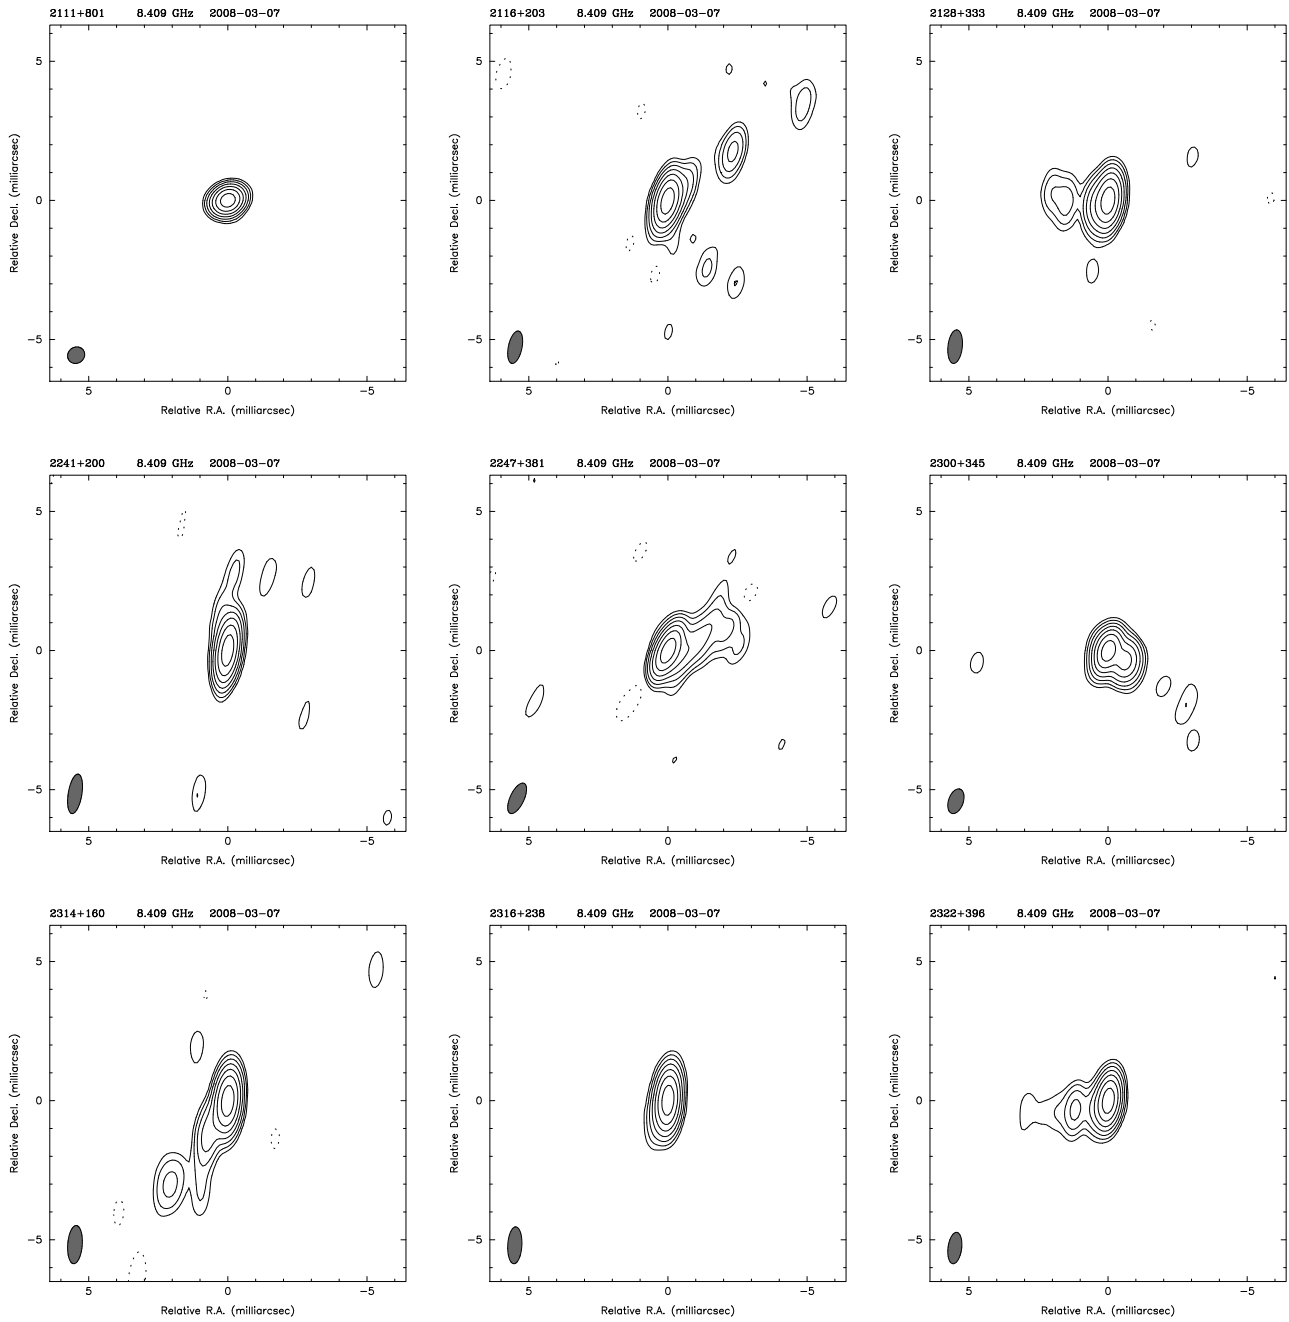 2111+801 8.409 GHz 2008-03-07
2116+203 8.409 GHz 2008-03-07
2128+333 8.409 GHz 2008-03-07
Relative Decl. (milliarcsec)
5
0
-5
5 0 -5
Relative R.A. (milliarcsec)
Relative Decl. (milliarcsec)
5
0
-5
5 0 -5
Relative R.A. (milliarcsec)
Relative Decl. (milliarcsec)
5
0
-5
5 0 -5
Relative R.A. (milliarcsec)
2241+200 8.409 GHz 2008-03-07
2247+381 8.409 GHz 2008-03-07
2300+345 8.409 GHz 2008-03-07
Relative Decl. (milliarcsec)
5
0
-5
5 0 -5
Relative R.A. (milliarcsec)
Relative Decl. (milliarcsec)
5
0
-5
5 0 -5
Relative R.A. (milliarcsec)
Relative Decl. (milliarcsec)
5
0
-5
5 0 -5
Relative R.A. (milliarcsec)
2314+160 8.409 GHz 2008-03-07
2316+238 8.409 GHz 2008-03-07
2322+396 8.409 GHz 2008-03-07
Relative Decl. (milliarcsec)
5
0
-5
5 0 -5
Relative R.A. (milliarcsec)
Relative Decl. (milliarcsec)
5
0
-5
5 0 -5
Relative R.A. (milliarcsec)
Relative Decl. (milliarcsec)
5
0
-5
5 0 -5
Relative R.A. (milliarcsec)